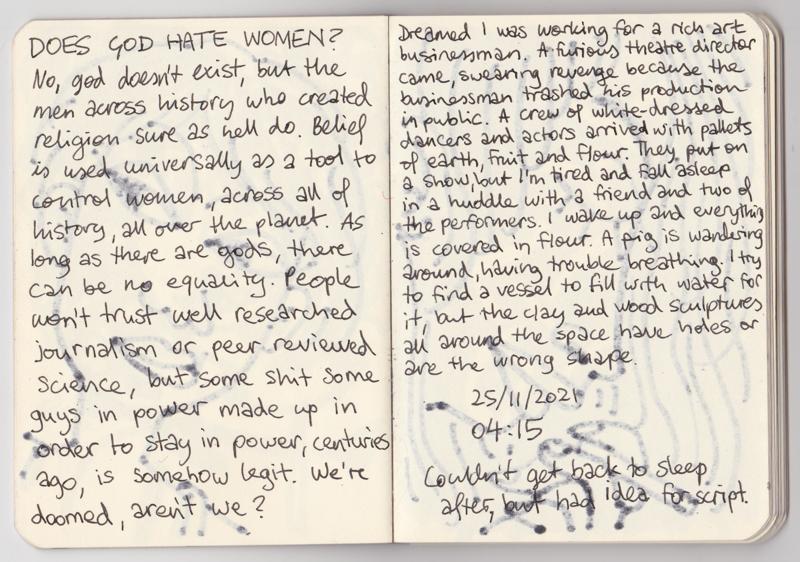 DOES GOD HATE WOMEN?
No, god doesn't exist, but the
men across history who created
religion sure as hell do. Belief
is used universally as a tool to
control women, across all of
history, all over the planet. As
long as there are gods, there
can be no equality. People
won't trust well researched
journalism or peer reviewed
science, but some shit some
guys in power made up in
order to stay in power, centuries
ago, is somehow legit. We're
doomed, aren't we?
Dreamed I was working for a rich art
businessman. A furious theatre director
came, swearing revenge because the
businessman trashed his production
in public. A crew of white-dressed
dancers and actors arrived with pallets
of earth, fruit and flour. They put on
a show, but I'm tired and fall asleep
in a huddle with a friend and two of
the performers. I wake up and everything
is covered in flour. A pig is wandering
around, having trouble breathing. I try
to find a vessel to fill with water for
it, but the clay and wood sculptures
all around the space have holes or
are the wrong shape.
25/11/2021
04:15
Couldn't get back to sleep
after, but had idea for script.